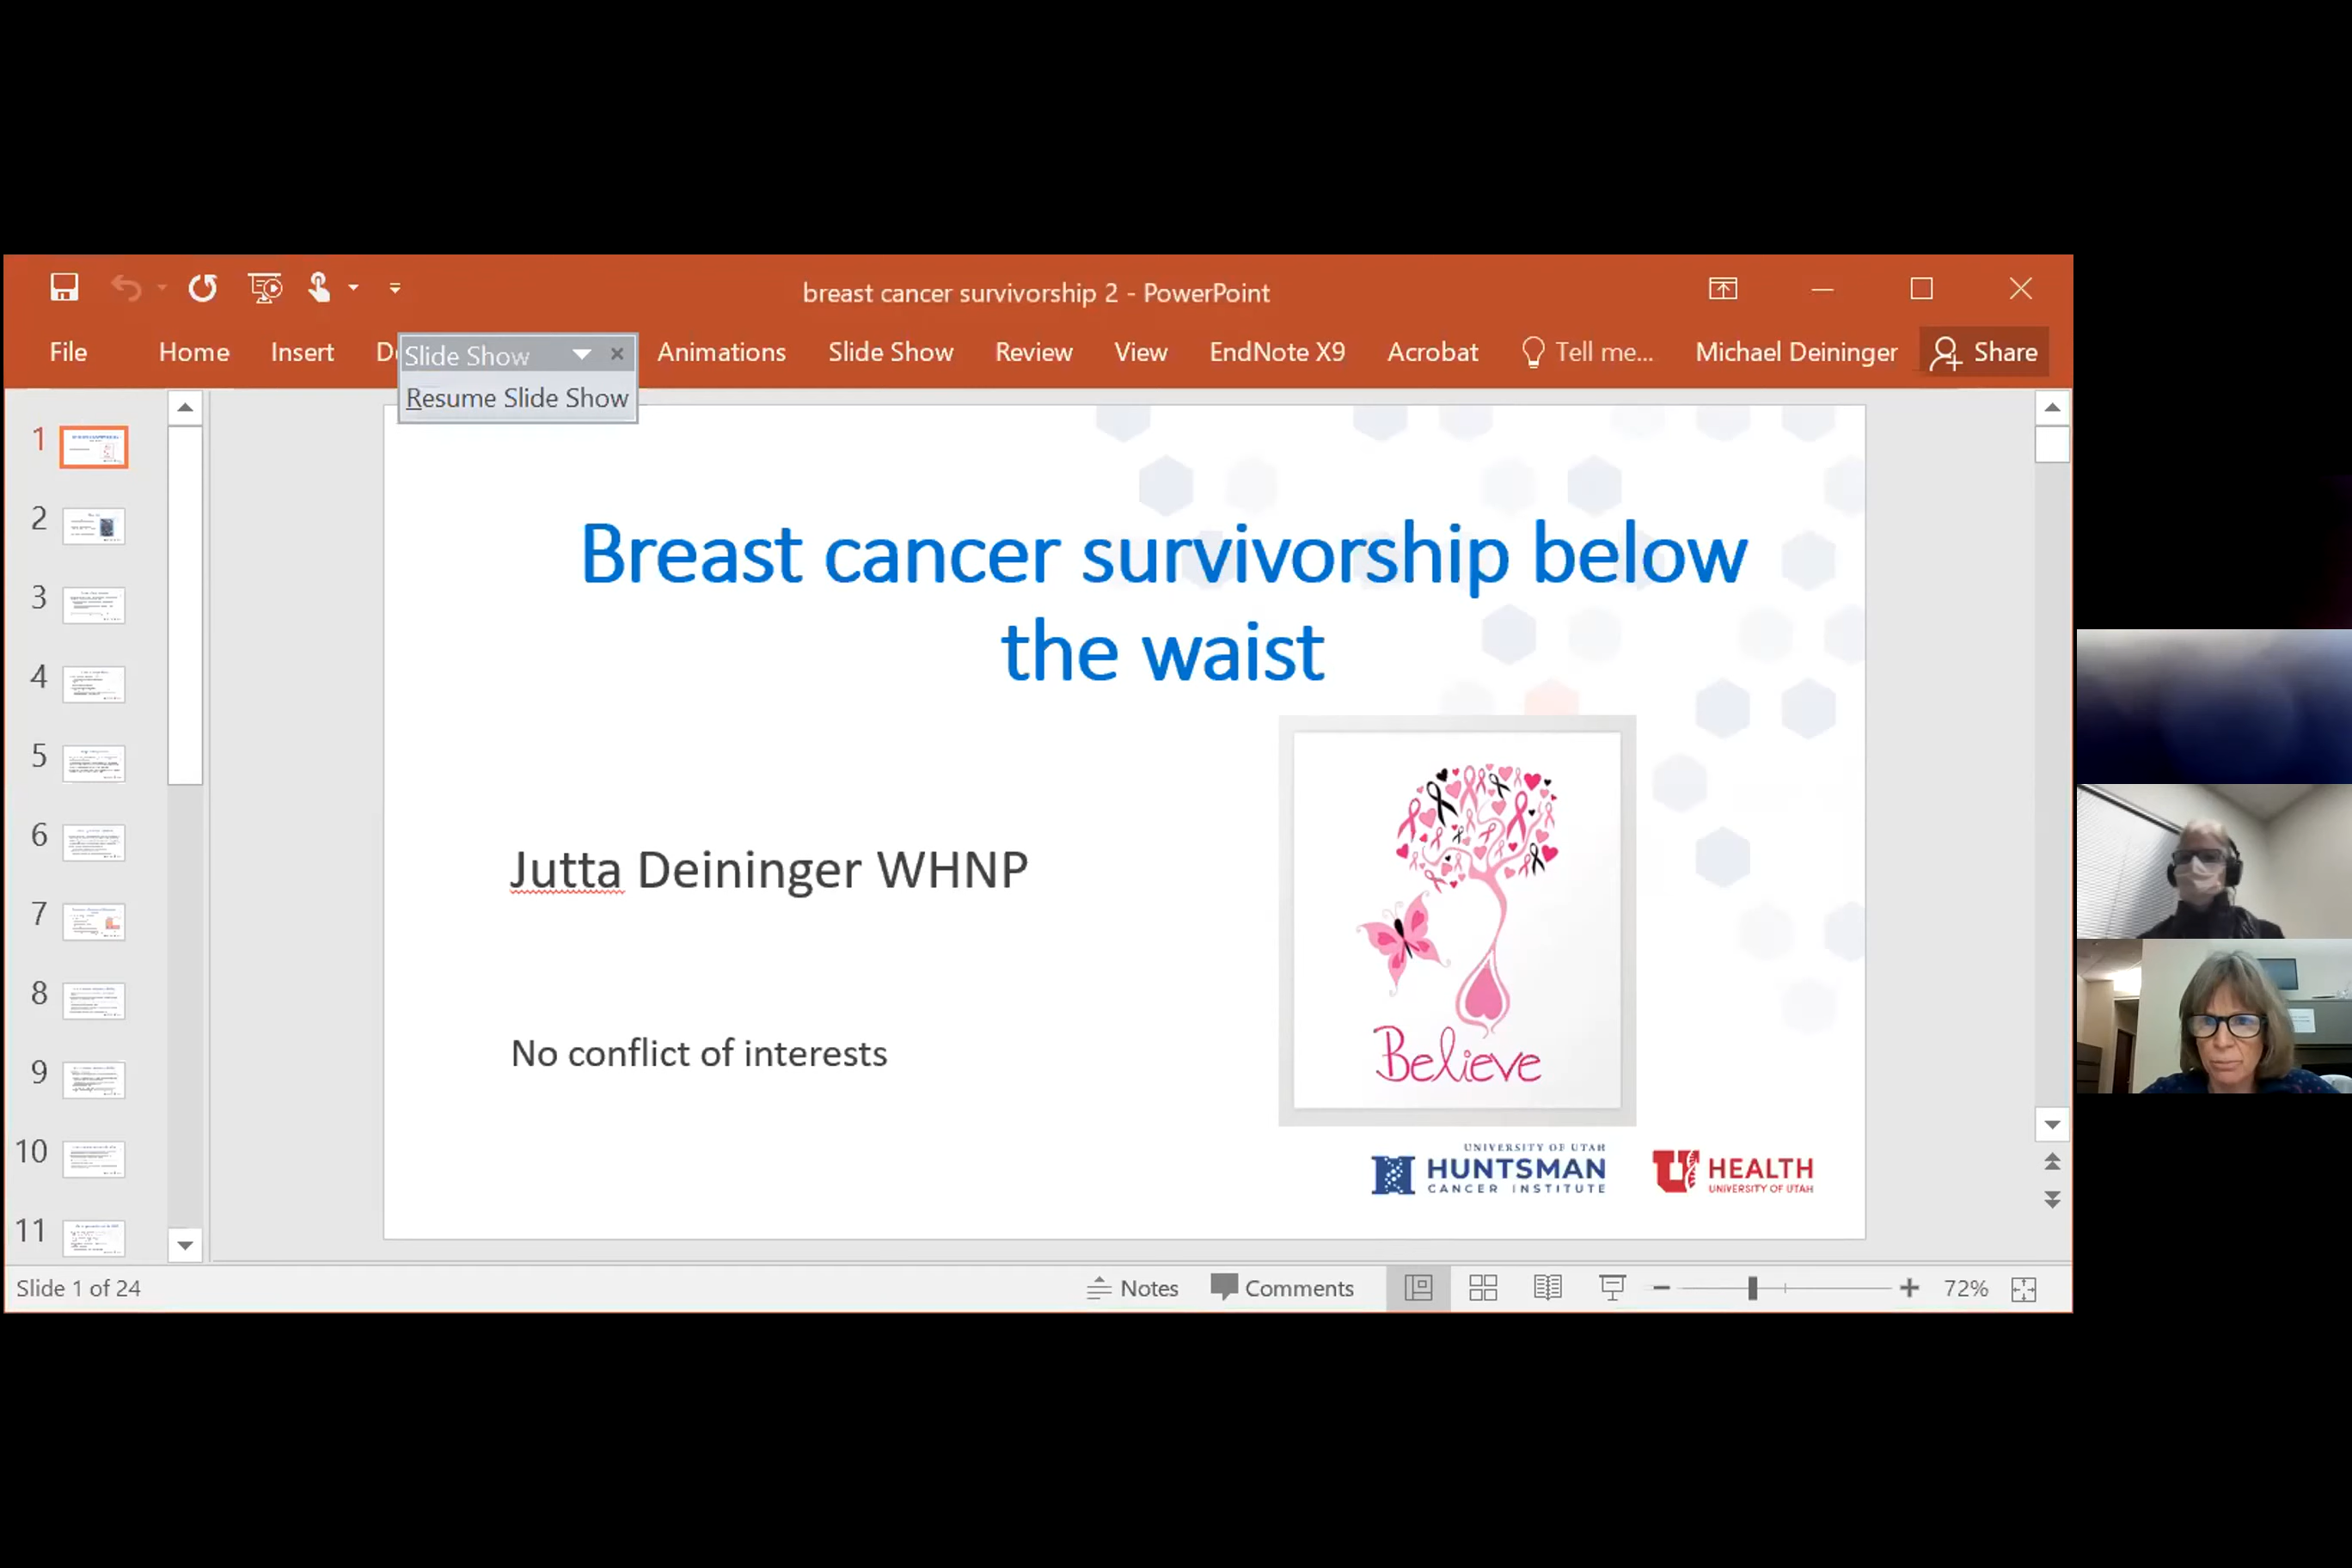 breast cancer survivorship 2 - PowerPoint
File Home Insert De Animations Slide Show Review View EndNote X9 Acrobat Tell me... Michael Deininger Share
Slide Show
Resume Slide Show
1
2
3
4
5
6
7
8
9
10
11
Breast cancer survivorship below
the waist
Jutta Deininger WHNP
No conflict of interests
Believe
UNIVERSITY OF UTAH
HUNTSMAN
CANCER INSTITUTE
U HEALTH
UNIVERSITY OF UTAH
Slide 1 of 24 Notes Comments 72%